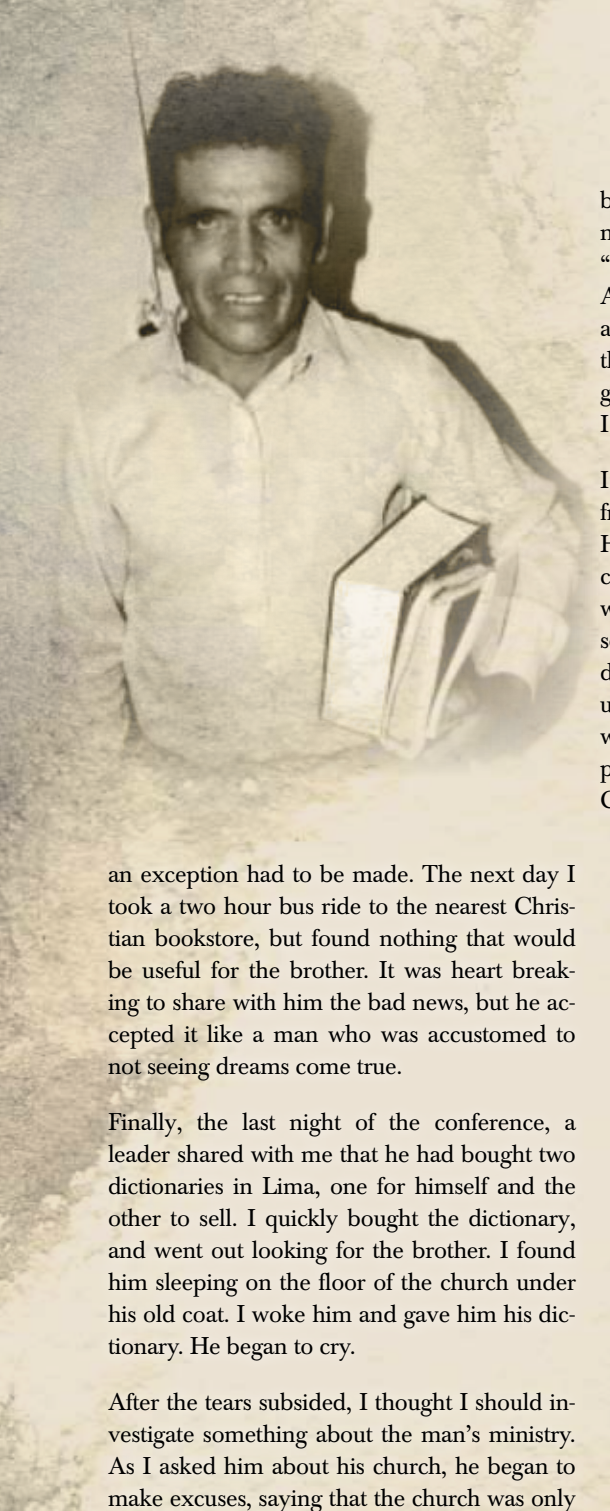 an exception had to be made. The next day I
took a two hour bus ride to the nearest Chris-
tian bookstore, but found nothing that would
be useful for the brother. It was heart break-
ing to share with him the bad news, but he ac-
cepted it like a man who was accustomed to
not seeing dreams come true.
Finally, the last night of the conference, a
leader shared with me that he had bought two
dictionaries in Lima, one for himself and the
other to sell. I quickly bought the dictionary,
and went out looking for the brother. I found
him sleeping on the floor of the church under
his old coat. I woke him and gave him his dic-
tionary. He began to cry.
After the tears subsided, I thought I should in-
vestigate something about the man’s ministry.
As I asked him about his church, he began to
make excuses, saying that the church was only